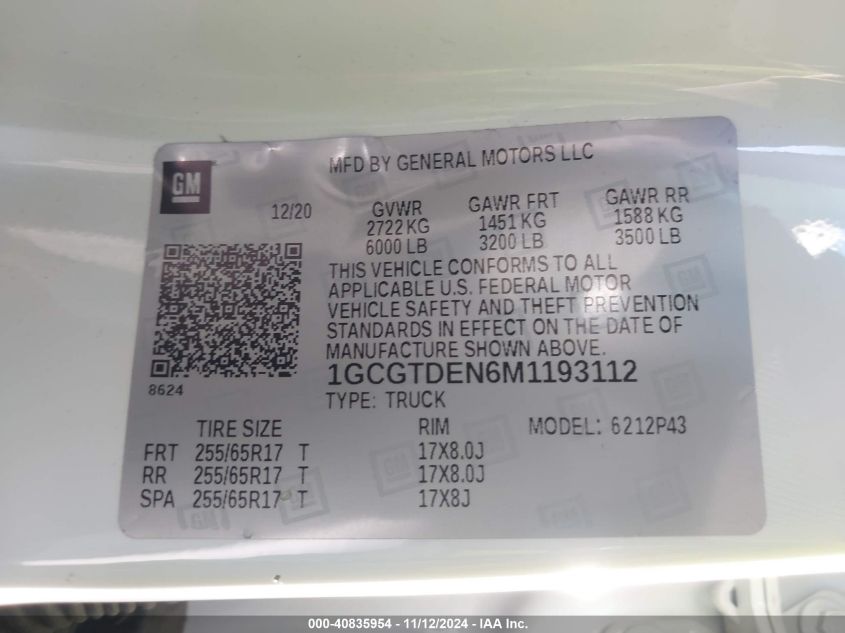 MFD BY GENERAL MOTORS LLC
GM
12/20
GVWR GAWR FRT GAWR RR
2722 KG 1451 KG 1588 KG
6000 LB 3200 LB 3500 LB
THIS VEHICLE CONFORMS TO ALL
APPLICABLE U.S. FEDERAL MOTOR
VEHICLE SAFETY AND THEFT PREVENTION
STANDARDS IN EFFECT ON THE DATE OF
MANUFACTURE SHOWN ABOVE.
8624
1GCGTDEN6M1193112
TYPE: TRUCK
TIRE SIZE RIM MODEL: 6212P43
FRT 255/65R17 T 17X8.0J
RR 255/65R17 T 17X8.0J
SPA 255/65R17 T 17X8J
000-40835954 - 11/12/2024 - IAA Inc.